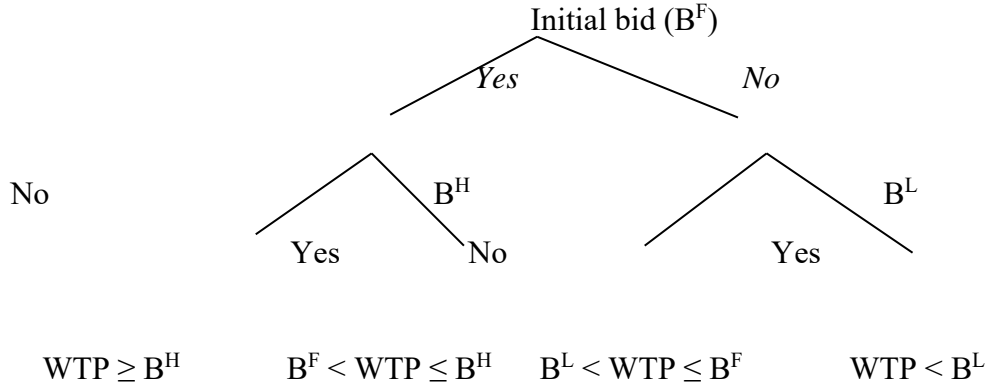 Initial bid (B^F)
Yes No
No B^H B^L
Yes No Yes
WTP ≥ B^H B^F < WTP ≤ B^H B^L < WTP ≤ B^F WTP < B^L